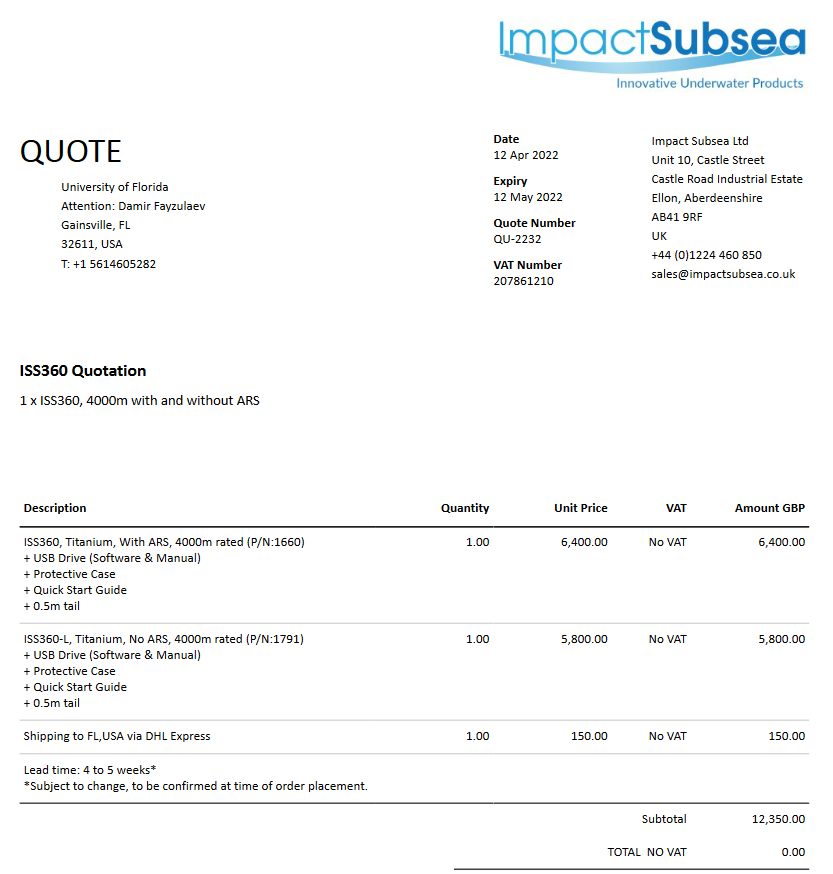 ImpactSubsea
Innovative Underwater Products
QUOTE
University of Florida
Attention: Damir Fayzulaev
Gainsville, FL
32611, USA
T: +1 5614605282
Date
12 Apr 2022
Expiry
12 May 2022
Quote Number
QU-2232
VAT Number
207861210
Impact Subsea Ltd
Unit 10, Castle Street
Castle Road Industrial Estate
Ellon, Aberdeenshire
AB41 9RF
UK
+44 (0)1224 460 850
sales@impactsubsea.co.uk
ISS360 Quotation
1 x ISS360, 4000m with and without ARS
Description Quantity Unit Price VAT Amount GBP
ISS360, Titanium, With ARS, 4000m rated (P/N:1660) 1.00 6,400.00 No VAT 6,400.00
+ USB Drive (Software & Manual)
+ Protective Case
+ Quick Start Guide
+ 0.5m tail
ISS360-L, Titanium, No ARS, 4000m rated (P/N:1791) 1.00 5,800.00 No VAT 5,800.00
+ USB Drive (Software & Manual)
+ Protective Case
+ Quick Start Guide
+ 0.5m tail
Shipping to FL,USA via DHL Express 1.00 150.00 No VAT 150.00
Lead time: 4 to 5 weeks*
*Subject to change, to be confirmed at time of order placement.
Subtotal 12,350.00
TOTAL NO VAT 0.00